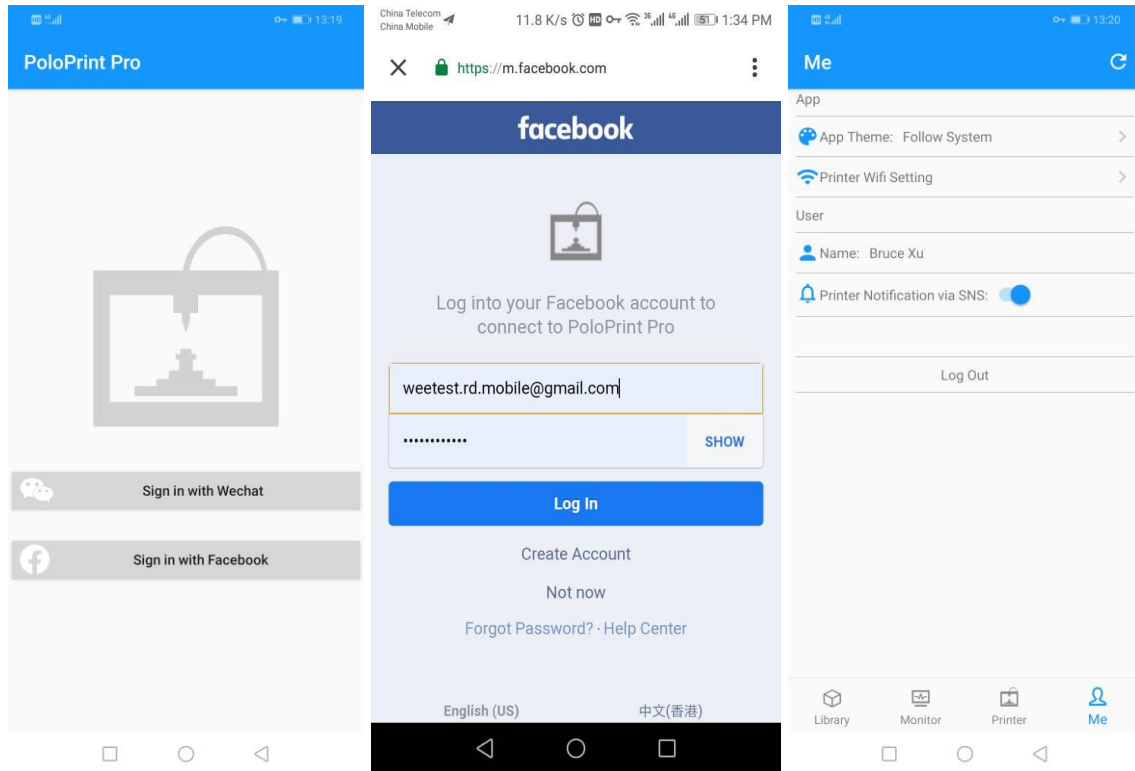 13:19
PoloPrint Pro
Sign in with Wechat
Sign in with Facebook
China Telecom
China Mobile
11.8 K/s
HD
51
1:34 PM
https://m.facebook.com
facebook
Log into your Facebook account to
connect to PoloPrint Pro
weetest.rd.mobile@gmail.com
SHOW
Log In
Create Account
Not now
Forgot Password? · Help Center
English (US)
中文(香港)
13:20
Me
App
App Theme: Follow System
Printer Wifi Setting
User
Name: Bruce Xu
Printer Notification via SNS:
Log Out
Library
Monitor
Printer
Me